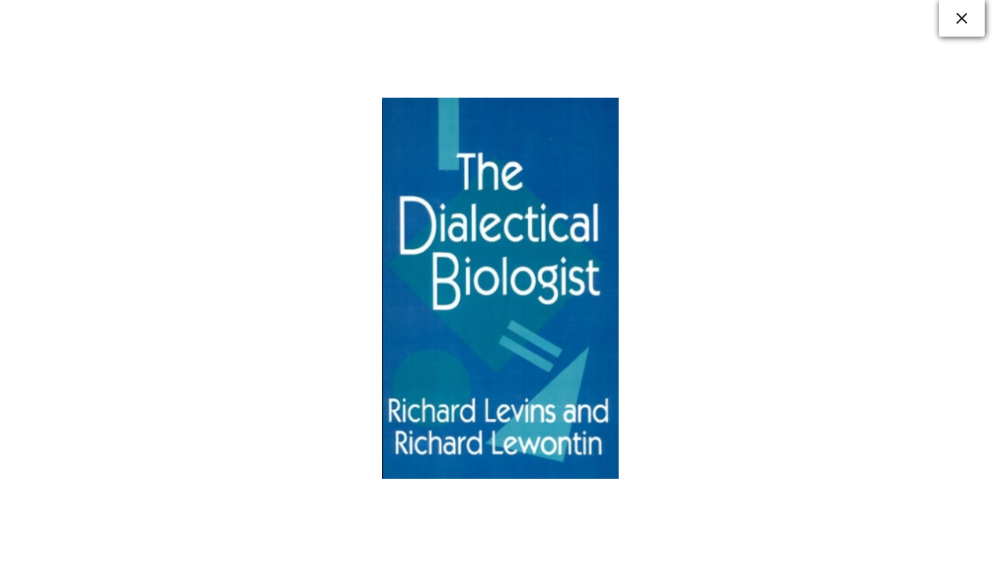 The
Dialectical
Biologist
Richard Levins and
Richard Lewontin